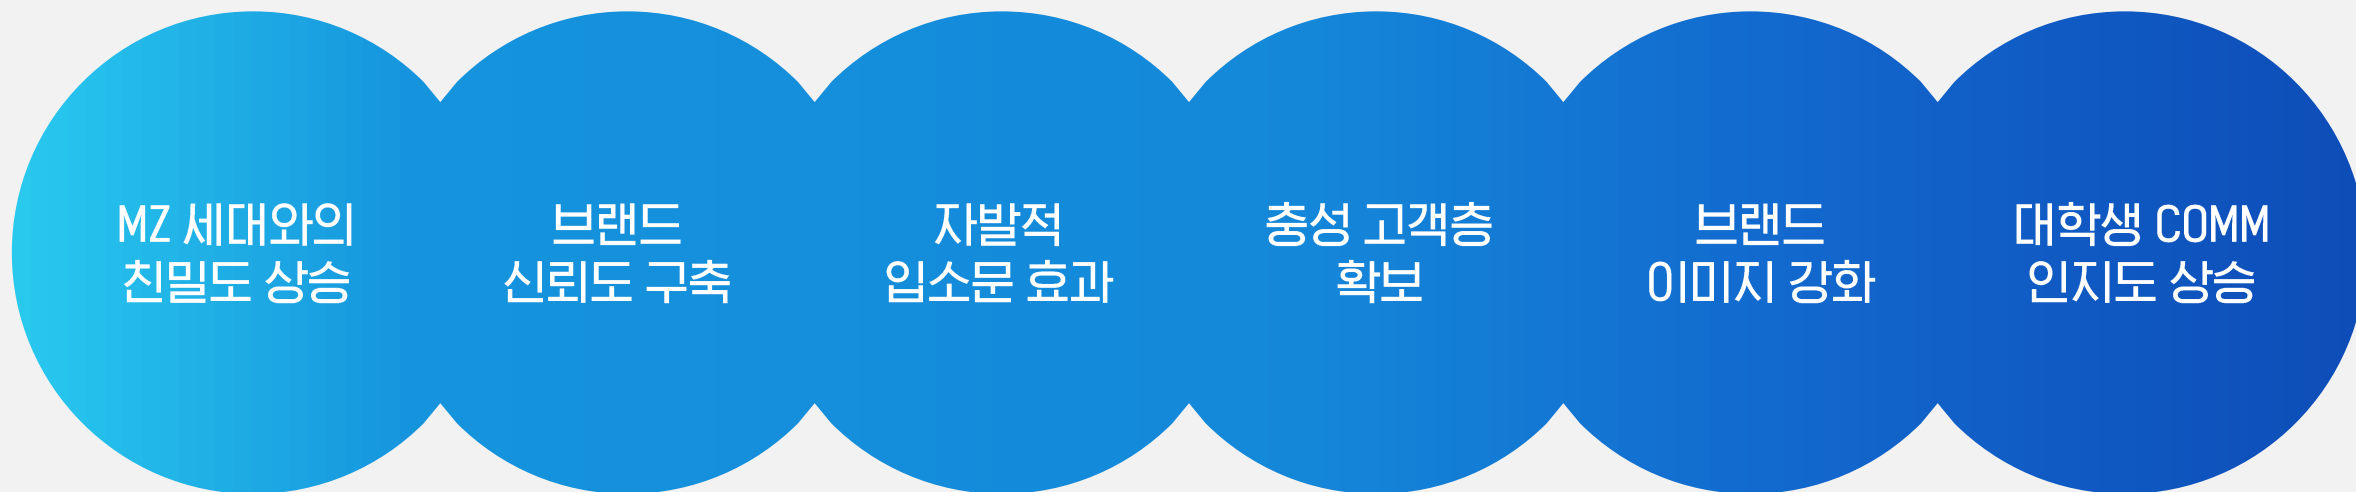 MZ 세대와의
친밀도 상승
브랜드
신뢰도 구축
자발적
입소문 효과
충성 고객층
확보
브랜드
이미지 강화
대학생 COMM
인지도 상승